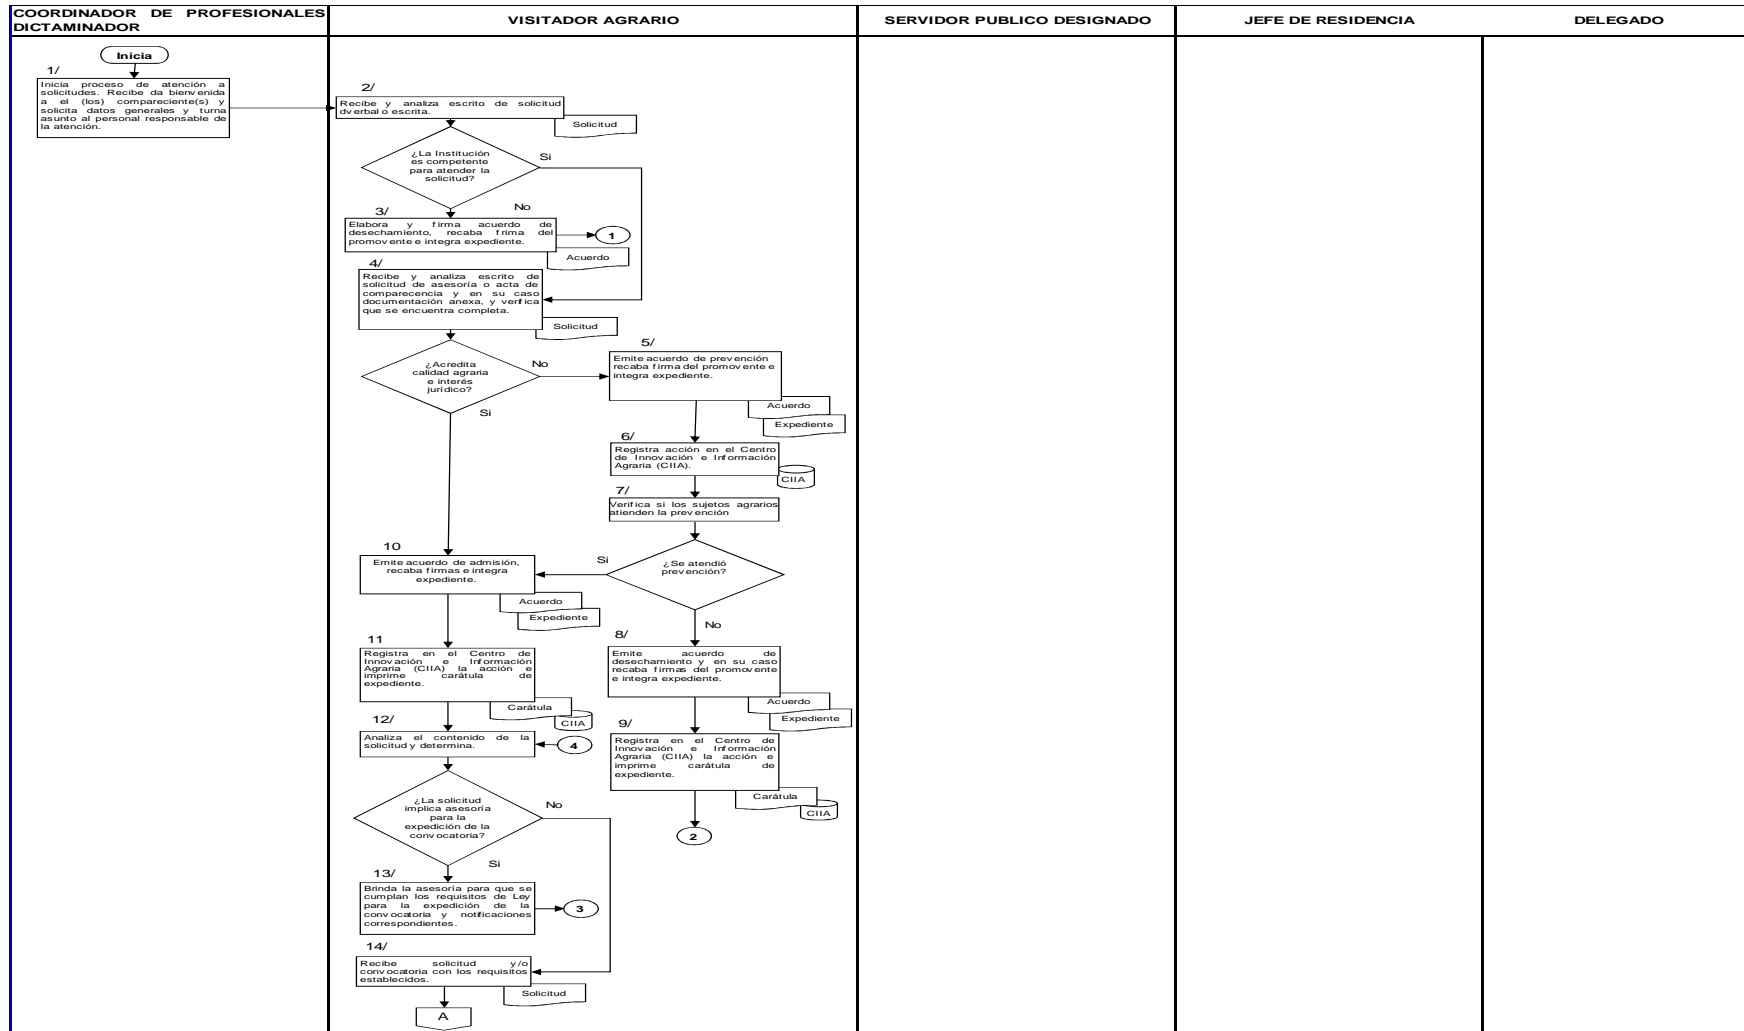 COORDINADOR DE PROFESIONALES
DICTAMINADOR
VISITADOR AGRARIO
SERVIDOR PUBLICO DESIGNADO
JEFE DE RESIDENCIA
DELEGADO
Inicia
1/
Inicia proceso de atención a
solicitudes. Recibe da bienvenida
a el (los) compareciente(s) y
solicita datos generales y turna
asunto al personal responsable de
la atención.
2/
Recibe y analiza escrito de solicitud
dverbal o escrita.
Solicitud
¿La Institución
es competente
para atender la
solicitud?
Si
No
3/
Elabora y firma acuerdo de
desechamiento, recaba frima del
promovente e integra expediente.
1
Acuerdo
4/
Recibe y analiza escrito de
solicitud de asesoría o acta de
comparecencia y en su caso
documentación anexa, y verifica
que se encuentra completa.
Solicitud
¿Acredita
calidad agraria
e interés
jurídico?
No
Si
5/
Emite acuerdo de prevención
recaba firma del promovente e
integra expediente.
Acuerdo
Expediente
6/
Registra acción en el Centro
de Innovación e Información
Agraria (CIIA).
CIIA
7/
Verifica si los sujetos agrarios
atienden la prevención
¿Se atendió
prevención?
Si
No
10
Emite acuerdo de admisión,
recaba firmas e integra
expediente.
Acuerdo
Expediente
8/
Emite acuerdo de
desechamiento y en su caso
recaba firmas del promovente
e integra expediente.
Acuerdo
Expediente
11
Registra en el Centro de
Innovación e Información
Agraria (CIIA) la acción e
imprime carátula de
expediente.
Carátula
CIIA
9/
Registra en el Centro de
Innovación e Información
Agraria (CIIA) la acción e
imprime carátula de
expediente.
Carátula
CIIA
2
12/
Analiza el contenido de la
solicitud y determina.
4
¿La solicitud
implica asesoría
para la
expedición de la
convocatoria?
No
Si
13/
Brinda la asesoría para que se
cumplan los requisitos de Ley
para la expedición de la
convocatoria y notificaciones
correspondientes.
3
14/
Recibe solicitud y/o
convocatoria con los requisitos
establecidos.
Solicitud
A